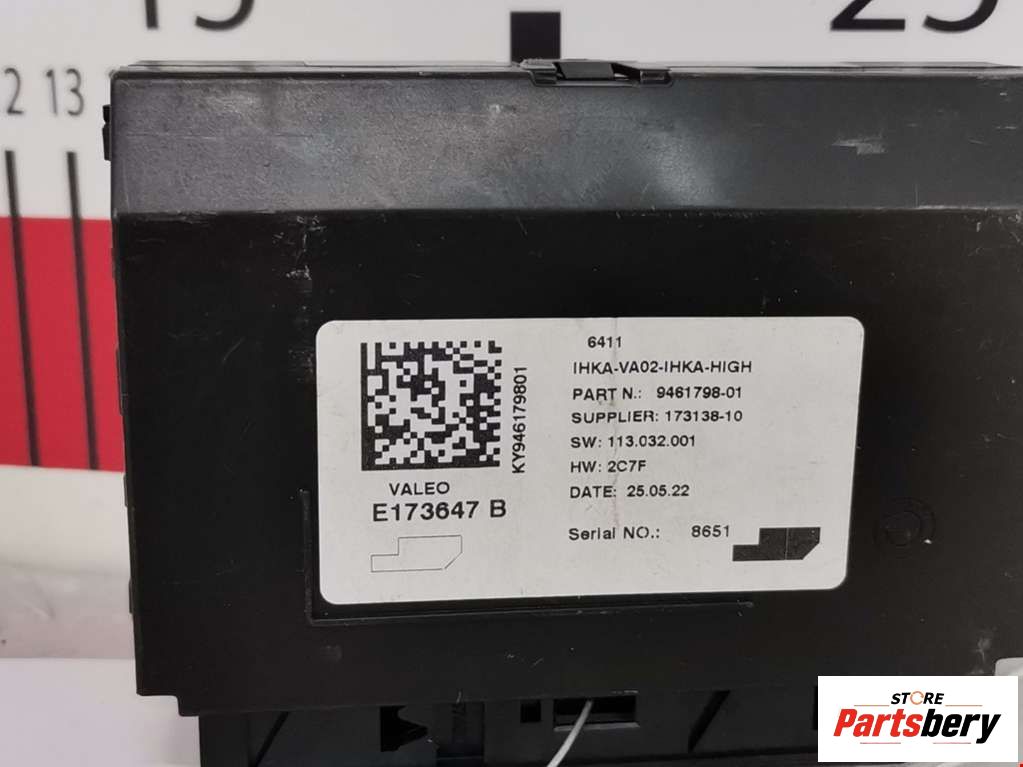 12 13
6411
IHKA-VA02-IHKA-HIGH
PART N.: 9461798-01
SUPPLIER: 173138-10
SW: 113.032.001
HW: 2C7F
DATE: 25.05.22
Serial NO.: 8651
KY946179801
VALEO
E173647 B
STORE
Partsbery